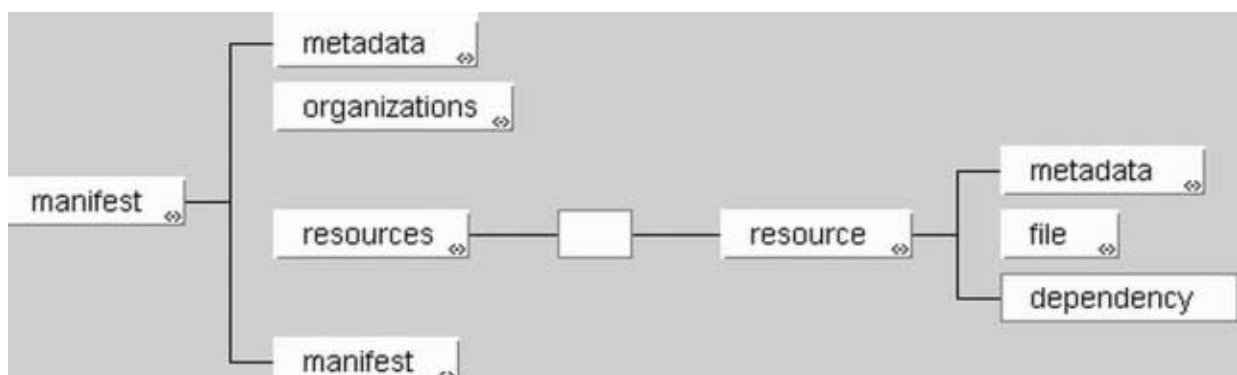 manifest
metadata
organizations
resources
manifest
resource
metadata
file
dependency